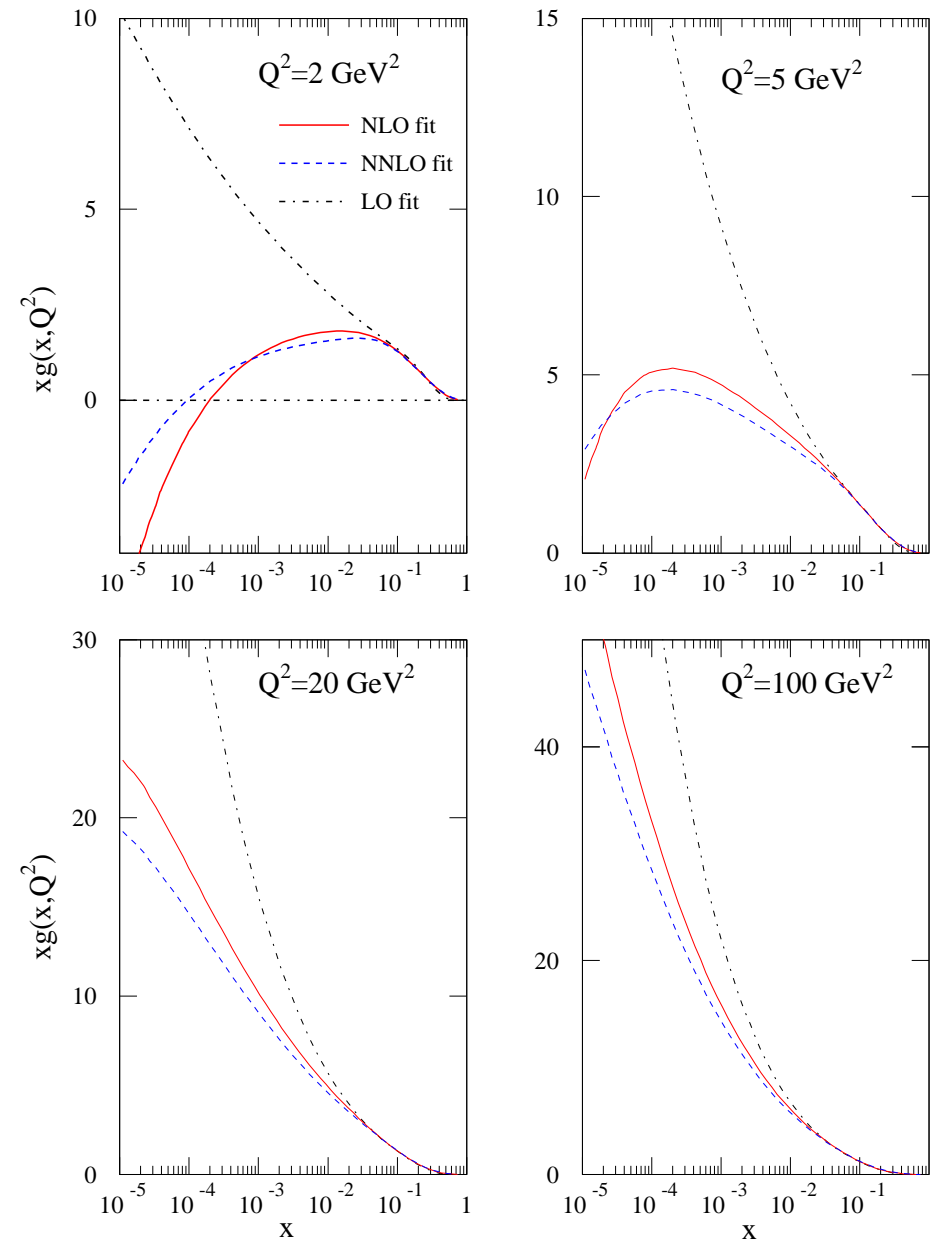 Q^2=2 GeV^2
NLO fit
NNLO fit
LO fit
xg(x,Q^2)
10
5
0
10^-5 10^-4 10^-3 10^-2 10^-1 1
Q^2=5 GeV^2
15
10
5
0
10^-5 10^-4 10^-3 10^-2 10^-1
Q^2=20 GeV^2
xg(x,Q^2)
30
20
10
0
10^-5 10^-4 10^-3 10^-2 10^-1 1
x
Q^2=100 GeV^2
40
20
0
10^-5 10^-4 10^-3 10^-2 10^-1
x